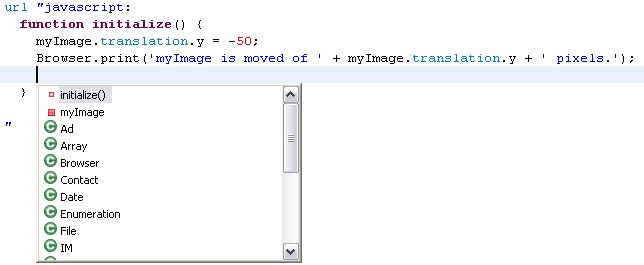 url "javascript:
function initialize() {
myImage.translation.y = -50;
Browser.print('myImage is moved of ' + myImage.translation.y + ' pixels.');
}
"
initialize()
myImage
C Ad
C Array
C Browser
C Contact
C Date
C Enumeration
C File
C IM